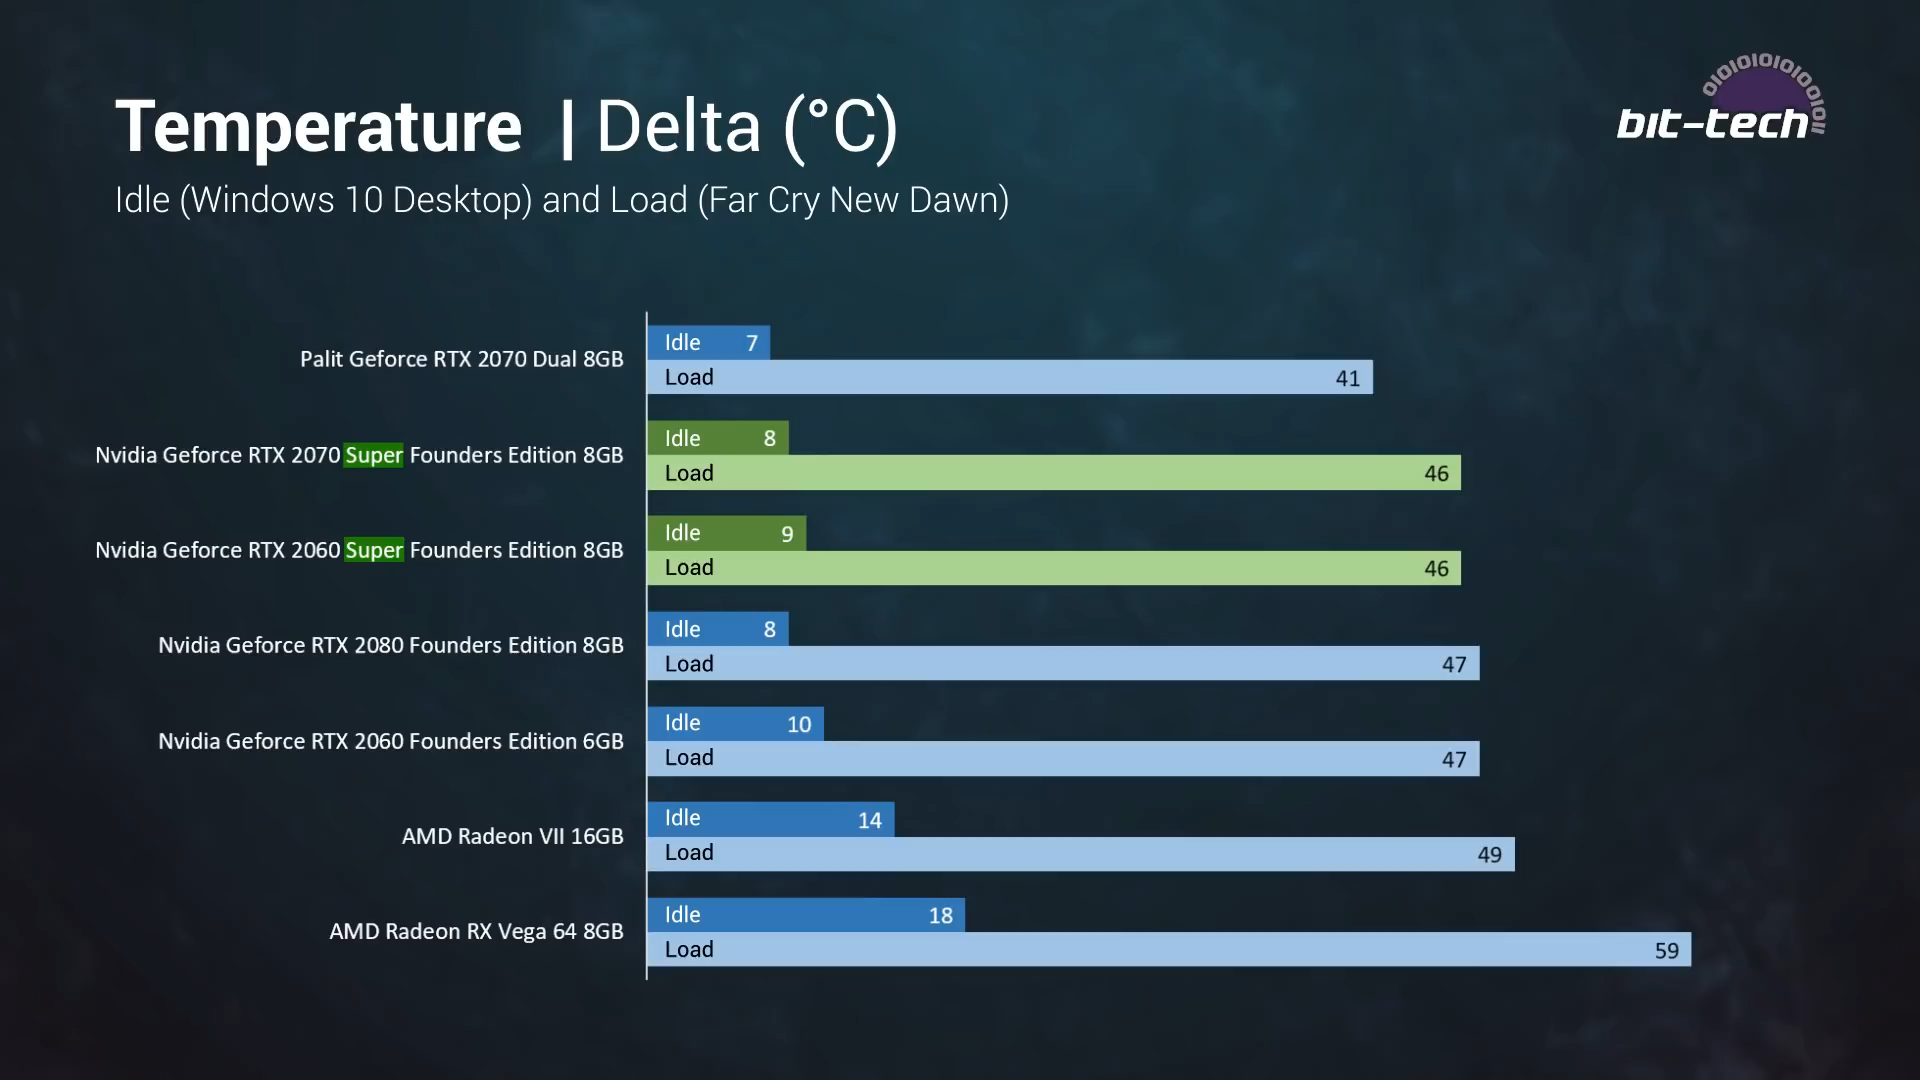 Temperature | Delta (°C)
Idle (Windows 10 Desktop) and Load (Far Cry New Dawn)
bit-tech
Palit Geforce RTX 2070 Dual 8GB
Idle 7
Load 41
Nvidia Geforce RTX 2070 Super Founders Edition 8GB
Idle 8
Load 46
Nvidia Geforce RTX 2060 Super Founders Edition 8GB
Idle 9
Load 46
Nvidia Geforce RTX 2080 Founders Edition 8GB
Idle 8
Load 47
Nvidia Geforce RTX 2060 Founders Edition 6GB
Idle 10
Load 47
AMD Radeon VII 16GB
Idle 14
Load 49
AMD Radeon RX Vega 64 8GB
Idle 18
Load 59